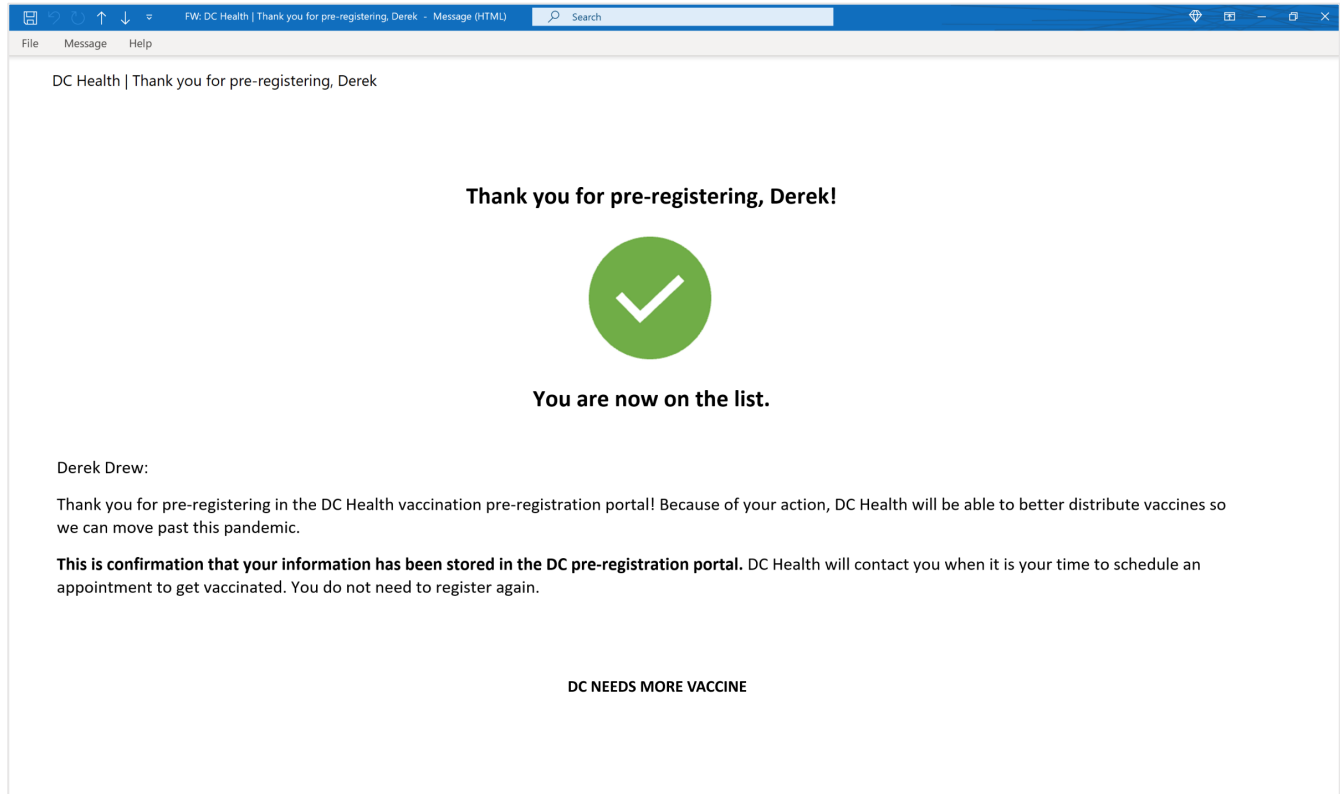 FW: DC Health | Thank you for pre-registering, Derek - Message (HTML)
Search
File Message Help
DC Health | Thank you for pre-registering, Derek
Thank you for pre-registering, Derek!
You are now on the list.
Derek Drew:
Thank you for pre-registering in the DC Health vaccination pre-registration portal! Because of your action, DC Health will be able to better distribute vaccines so
we can move past this pandemic.
This is confirmation that your information has been stored in the DC pre-registration portal. DC Health will contact you when it is your time to schedule an
appointment to get vaccinated. You do not need to register again.
DC NEEDS MORE VACCINE